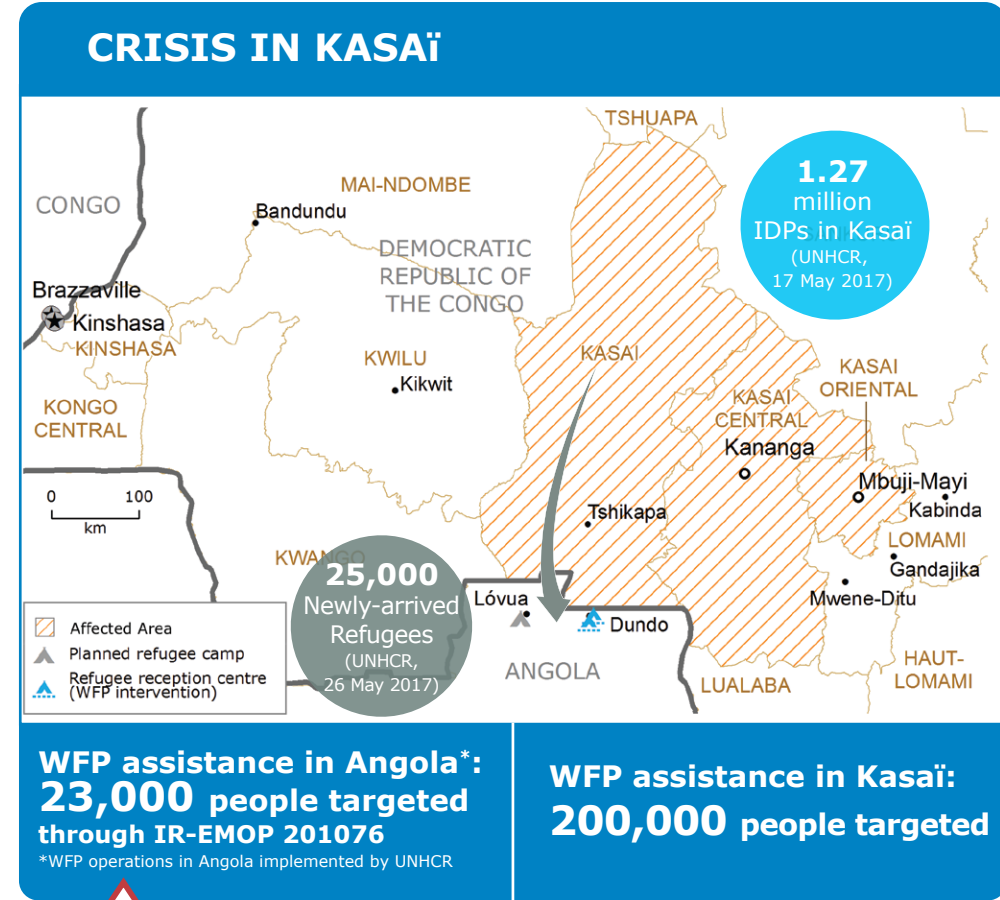 CRISIS IN KASAï
TSHUAPA
1.27
million
IDPs in Kasaï
(UNHCR,
17 May 2017)
MAI-NDOMBE
CONGO
Bandundu
DEMOCRATIC
REPUBLIC OF
THE CONGO
Brazzaville
Kinshasa
KINSHASA
KWILU
Kikwit
KASAI
KASAI
ORIENTAL
KASAI
CENTRAL
KONGO
CENTRAL
Kananga
Mbuji-Mayi
Kabinda
0 100
km
Tshikapa
LOMAMI
Gandajika
KWANGO
25,000
Newly-arrived
Refugees
(UNHCR,
26 May 2017)
Mwene-Ditu
Lóvua
Dundo
ANGOLA
LUALABA
HAUT-
LOMAMI
Affected Area
Planned refugee camp
Refugee reception centre
(WFP intervention)
WFP assistance in Angola*:
23,000 people targeted
through IR-EMOP 201076
*WFP operations in Angola implemented by UNHCR
WFP assistance in Kasaï:
200,000 people targeted